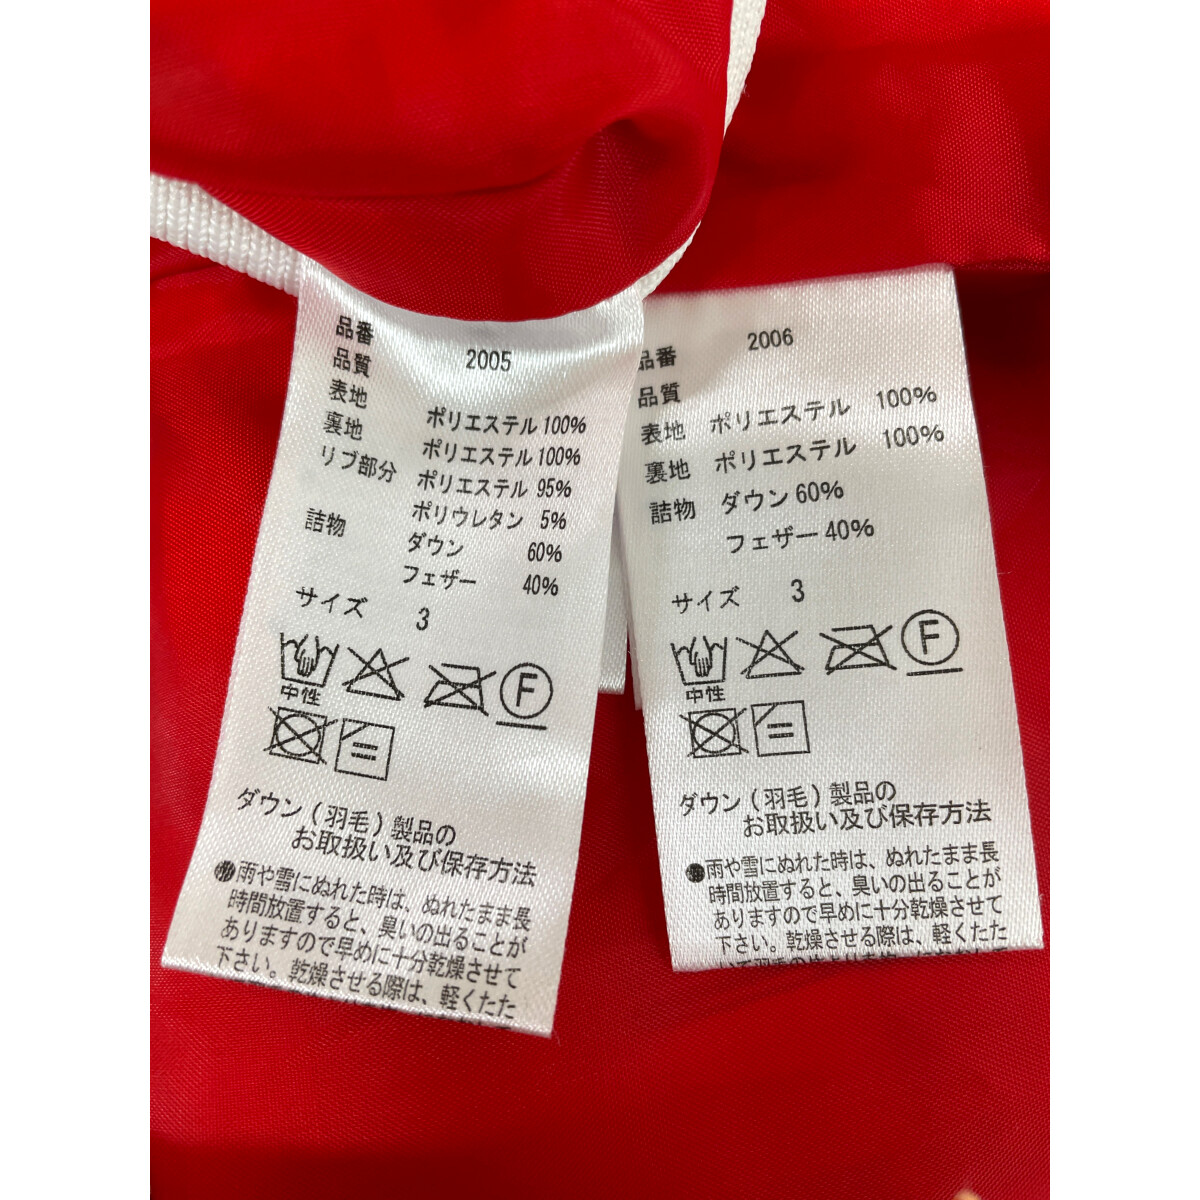 品番 2005
品質
表地 ポリエステル 100%
裏地 ポリエステル 100%
リブ部分 ポリエステル 95%
ポリウレタン 5%
詰物 ダウン 60%
フェザー 40%
サイズ 3
中性
F
ダウン(羽毛)製品の
お取扱い及び保存方法
●雨や雪にぬれた時は、ぬれたまま長
時間放置すると、臭いの出ることが
ありますので早めに十分乾燥させて
下さい。乾燥させる際は、軽くたた
品番 2006
品質
表地 ポリエステル 100%
裏地 ポリエステル 100%
詰物 ダウン 60%
フェザー 40%
サイズ 3
中性
F
ダウン(羽毛)製品の
お取扱い及び保存方法
●雨や雪にぬれた時は、ぬれたまま長
時間放置すると、臭いの出ることが
ありますので早めに十分乾燥させて
下さい。乾燥させる際は、軽くたた